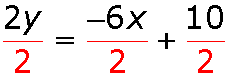 2y/2 = -6x/2 + 10/2